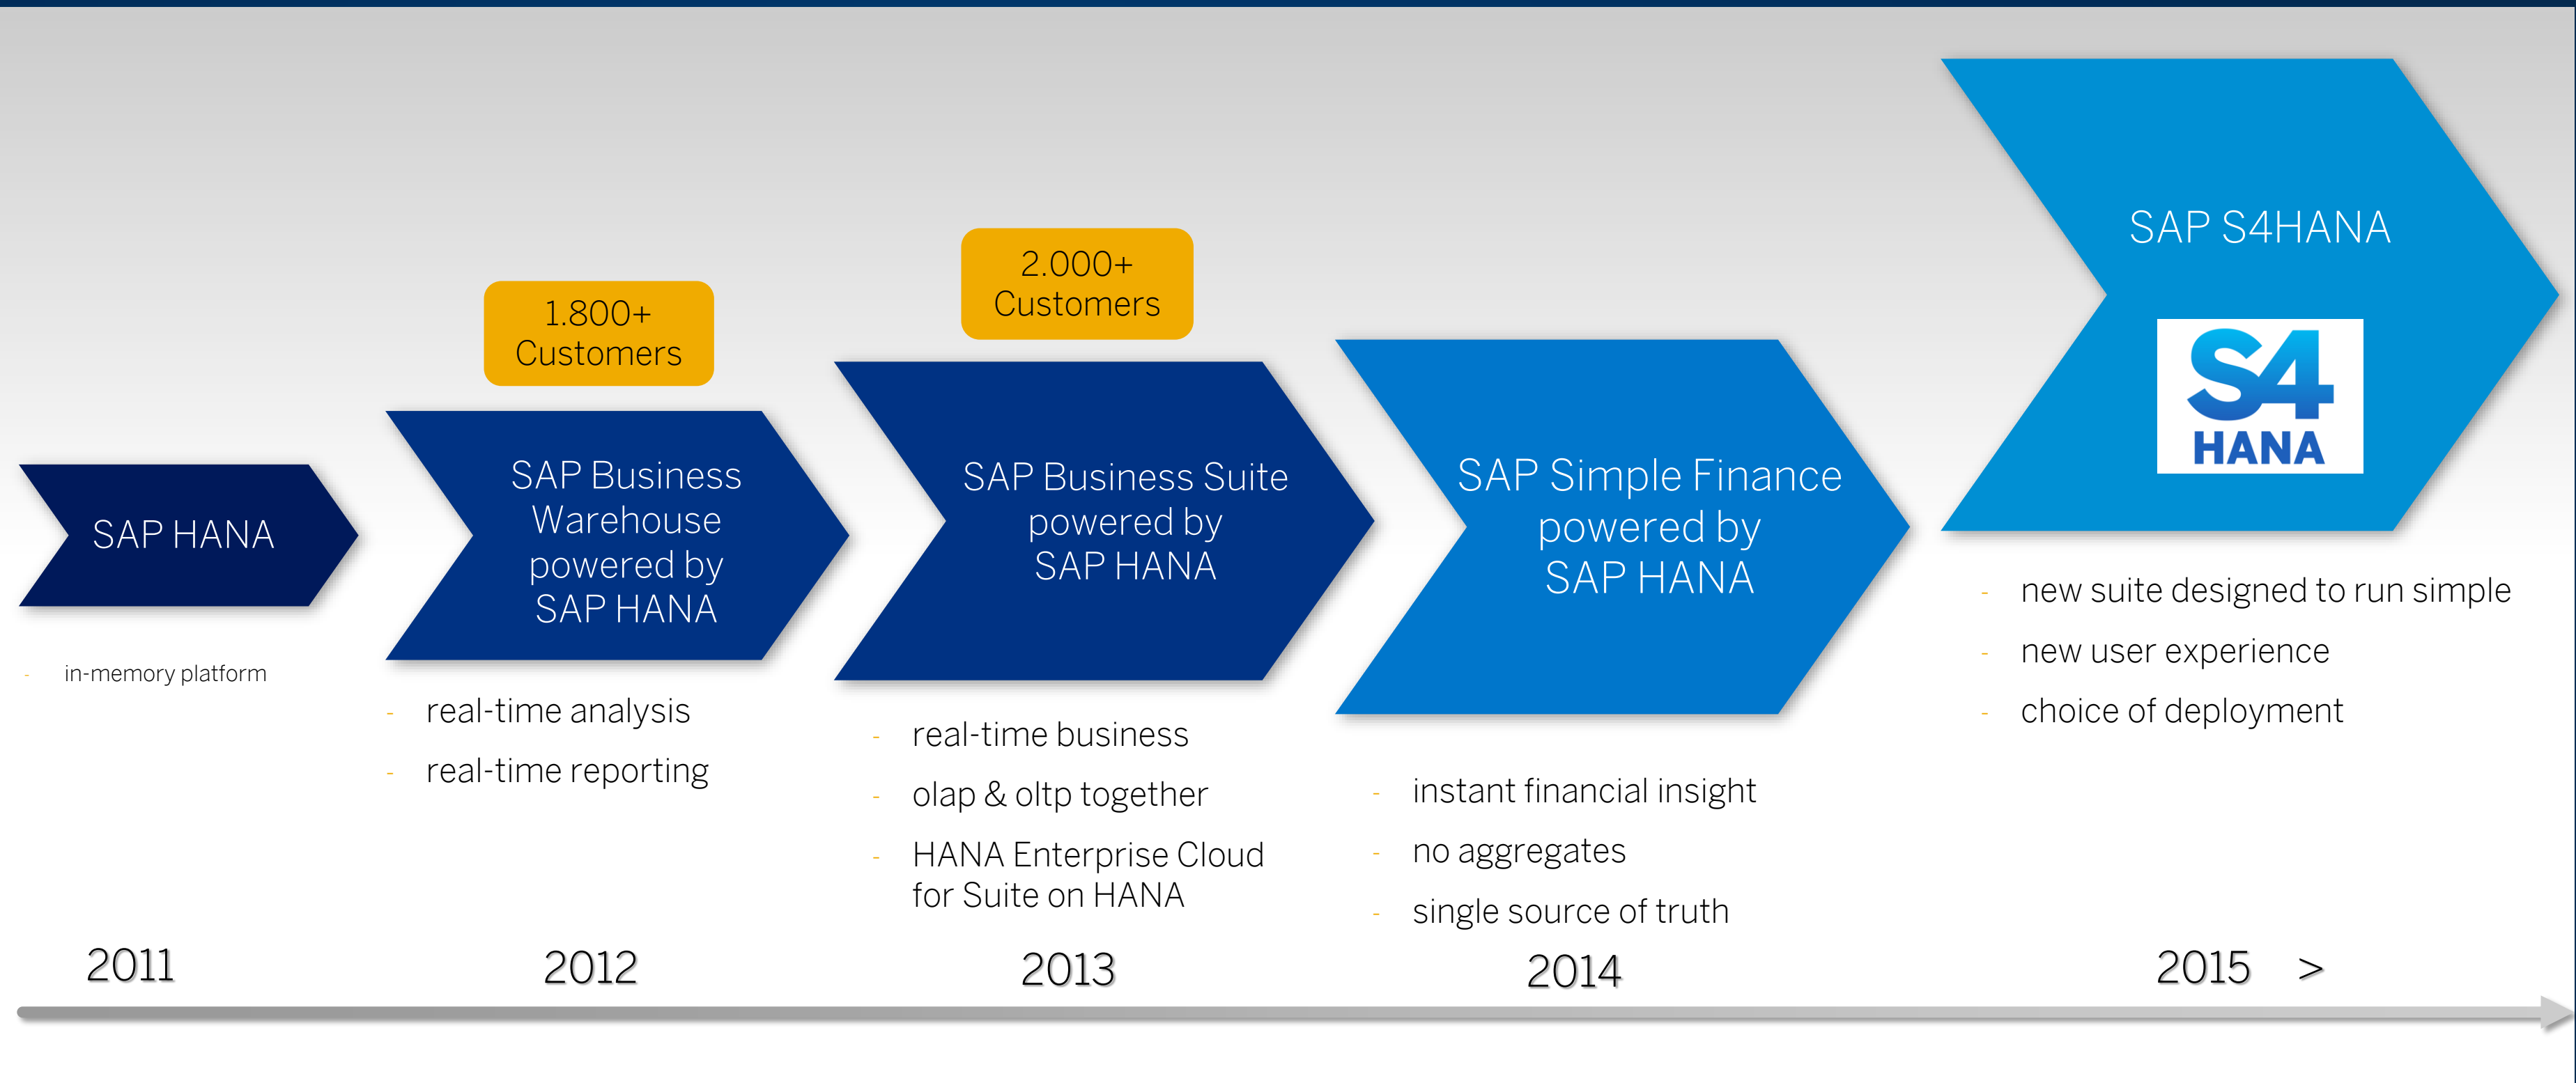 SAP HANA
- in-memory platform
2011
1.800+
Customers
SAP Business
Warehouse
powered by
SAP HANA
- real-time analysis
- real-time reporting
2012
2.000+
Customers
SAP Business Suite
powered by
SAP HANA
- real-time business
- olap & oltp together
- HANA Enterprise Cloud
for Suite on HANA
2013
SAP Simple Finance
powered by
SAP HANA
- instant financial insight
- no aggregates
- single source of truth
2014
SAP S4HANA
S4
HANA
- new suite designed to run simple
- new user experience
- choice of deployment
2015 >